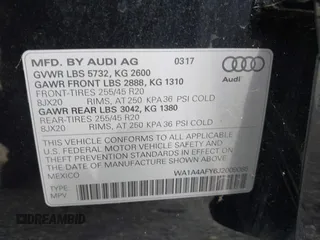 MFD. BY AUDI AG 0317
GVWR LBS 5732, KG 2600
GAWR FRONT LBS 2888, KG 1310
FRONT-TIRES 255/45 R20
8JX20 RIMS, AT 250 KPA 36 PSI COLD
GAWR REAR LBS 3042, KG 1380
REAR-TIRES 255/45 R20
8JX20 RIMS, AT 250 KPA 36 PSI COLD
Audi
THIS VEHICLE CONFORMS TO ALL APPLICABLE
U.S. FEDERAL MOTOR VEHICLE SAFETY
STANDARDS IN EFFECT ON THE
DATE OF MANUFACTURE SHOWN ABOVE
MEXICO
TYPE: MPV
DREAMBID